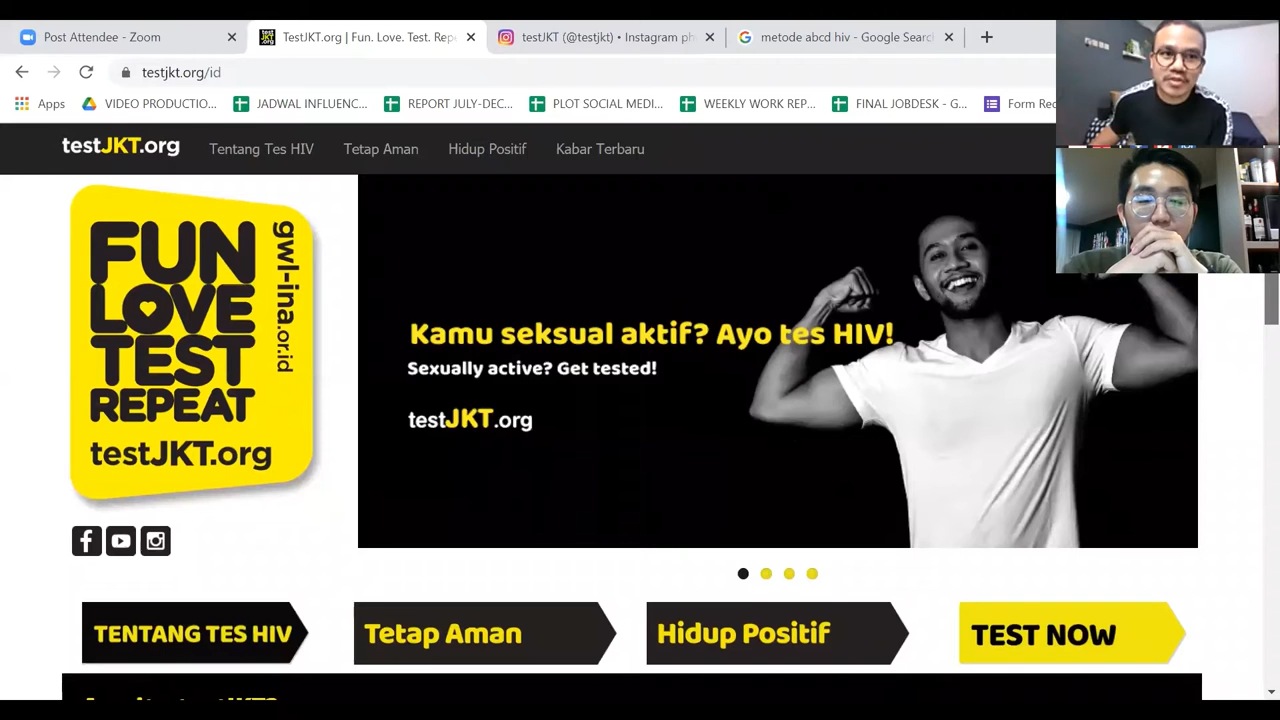 Post Attendee - Zoom
TestJKT.org | Fun. Love. Test. Repe
testJKT (@testjkt) • Instagram ph
metode abcd hiv - Google Searc
testjkt.org/id
Apps
VIDEO PRODUCTIO...
JADWAL INFLUENC...
REPORT JULY-DEC...
PLOT SOCIAL MEDI...
WEEKLY WORK REP...
FINAL JOBDESK - G...
Form Rec
testJKT.org
Tentang Tes HIV
Tetap Aman
Hidup Positif
Kabar Terbaru
FUN
LOVE
TEST
REPEAT
testJKT.org
gwl-ina.or.id
Kamu seksual aktif? Ayo tes HIV!
Sexually active? Get tested!
testJKT.org
TENTANG TES HIV
Tetap Aman
Hidup Positif
TEST NOW